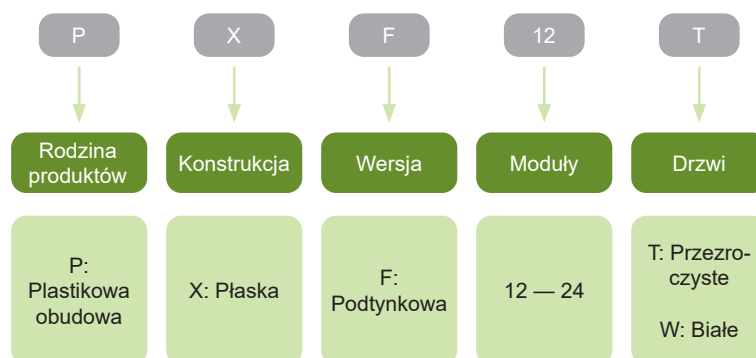 P
X
F
12
T
Rodzina
produktów
Konstrukcja
Wersja
Moduły
Drzwi
P:
Plastikowa
obudowa
X: Płaska
F:
Podtynkowa
12 — 24
T: Przezro-
czyste
W: Białe